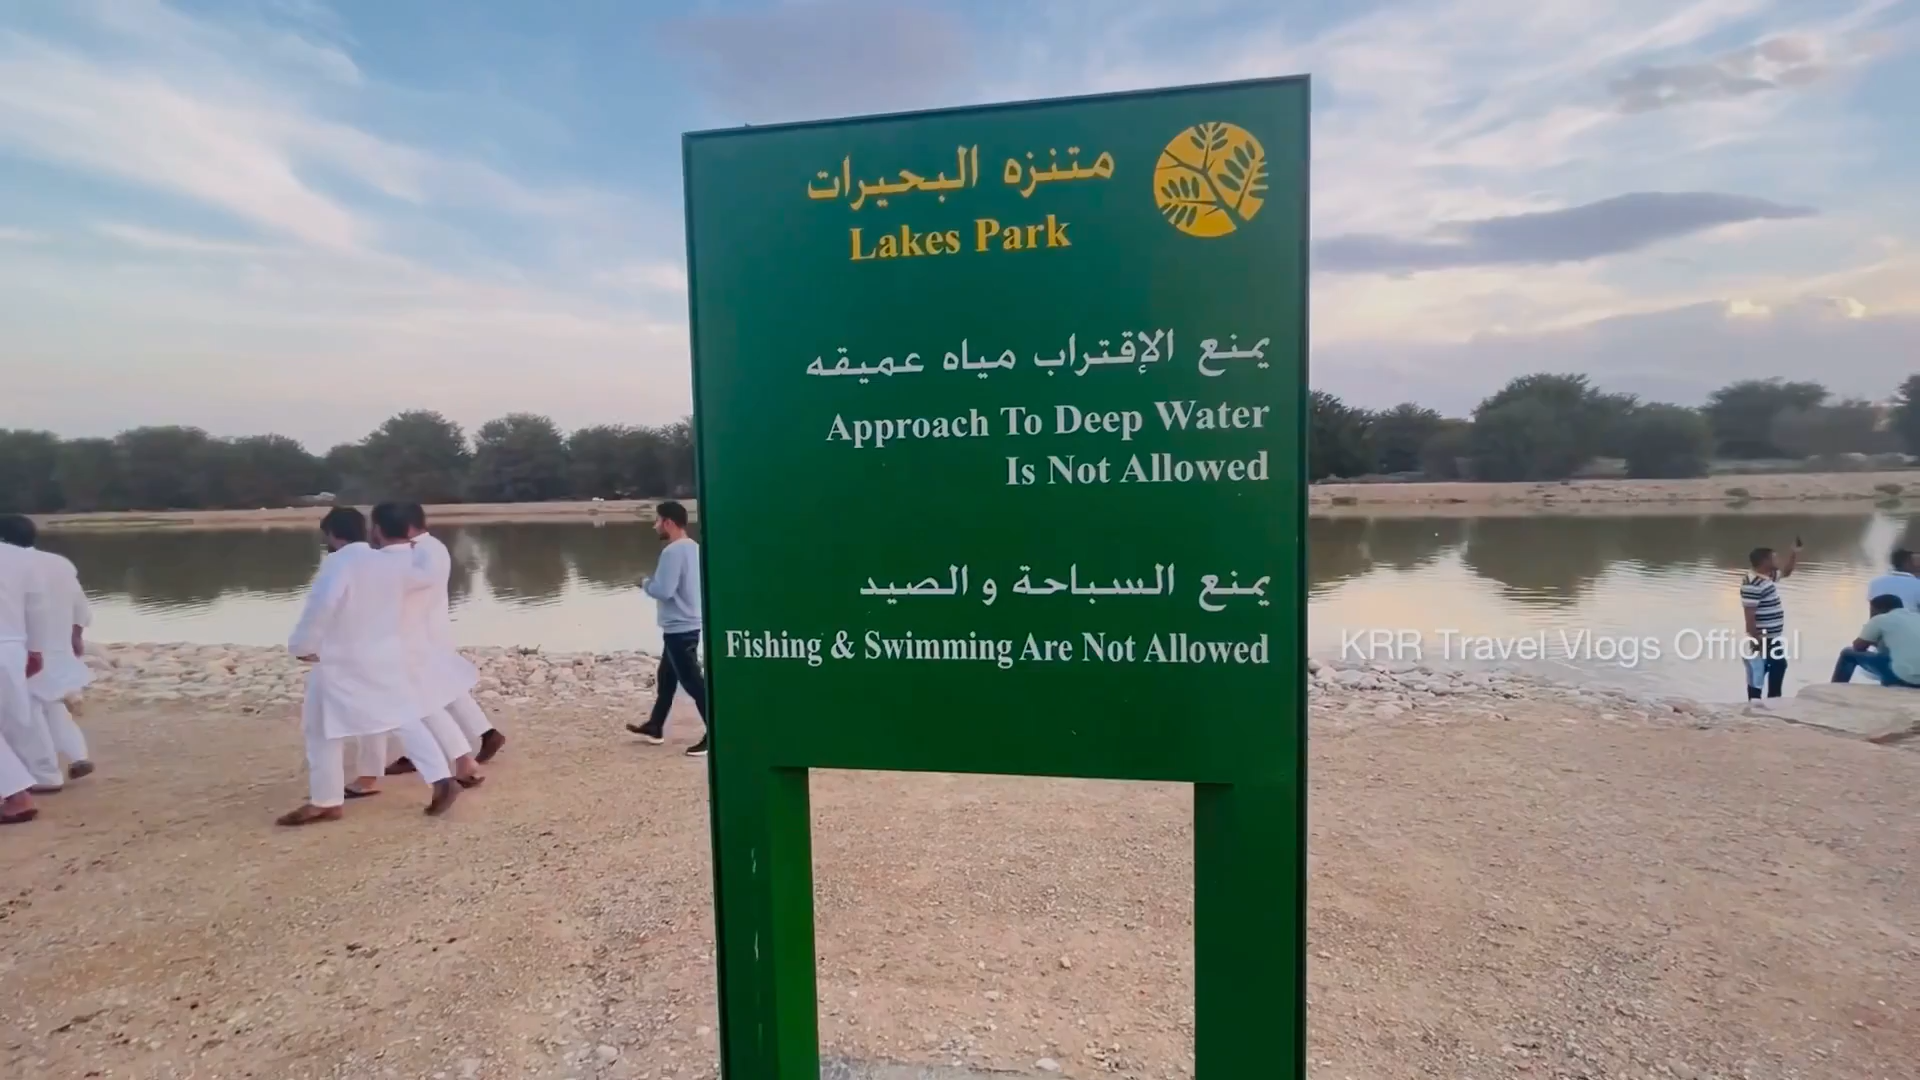 متنزه البحيرات
Lakes Park
يمنع الإقتراب مياه عميقه
Approach To Deep Water
Is Not Allowed
يمنع السباحة و الصيد
Fishing & Swimming Are Not Allowed
KRR Travel Vlogs Official